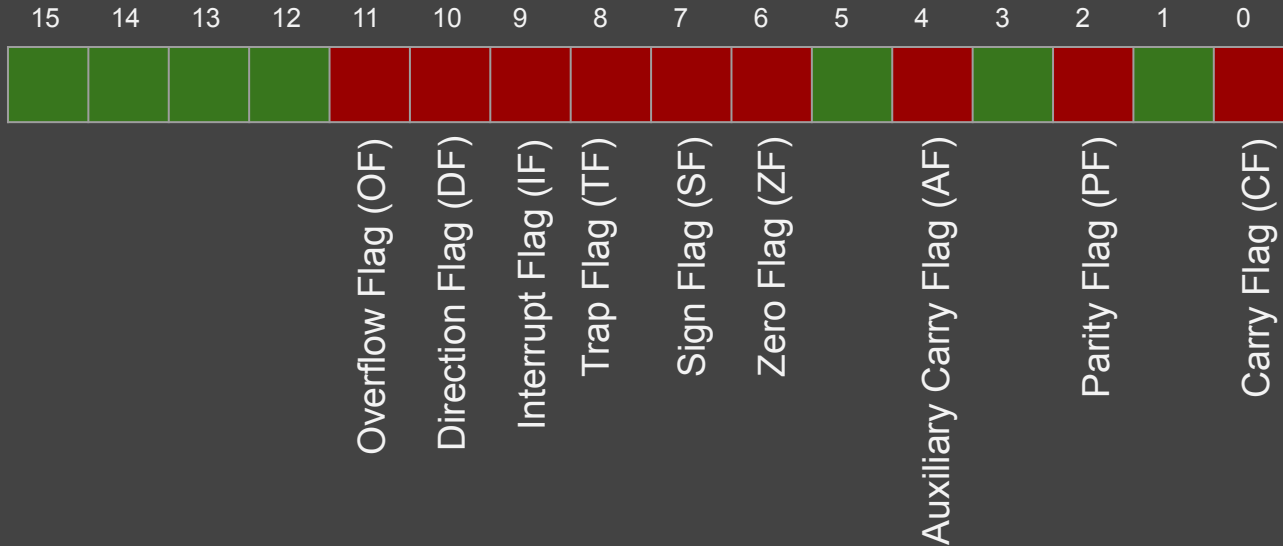 15 14 13 12 11 10 9 8 7 6 5 4 3 2 1 0
Overflow Flag (OF)
Direction Flag (DF)
Interrupt Flag (IF)
Trap Flag (TF)
Sign Flag (SF)
Zero Flag (ZF)
Auxiliary Carry Flag (AF)
Parity Flag (PF)
Carry Flag (CF)